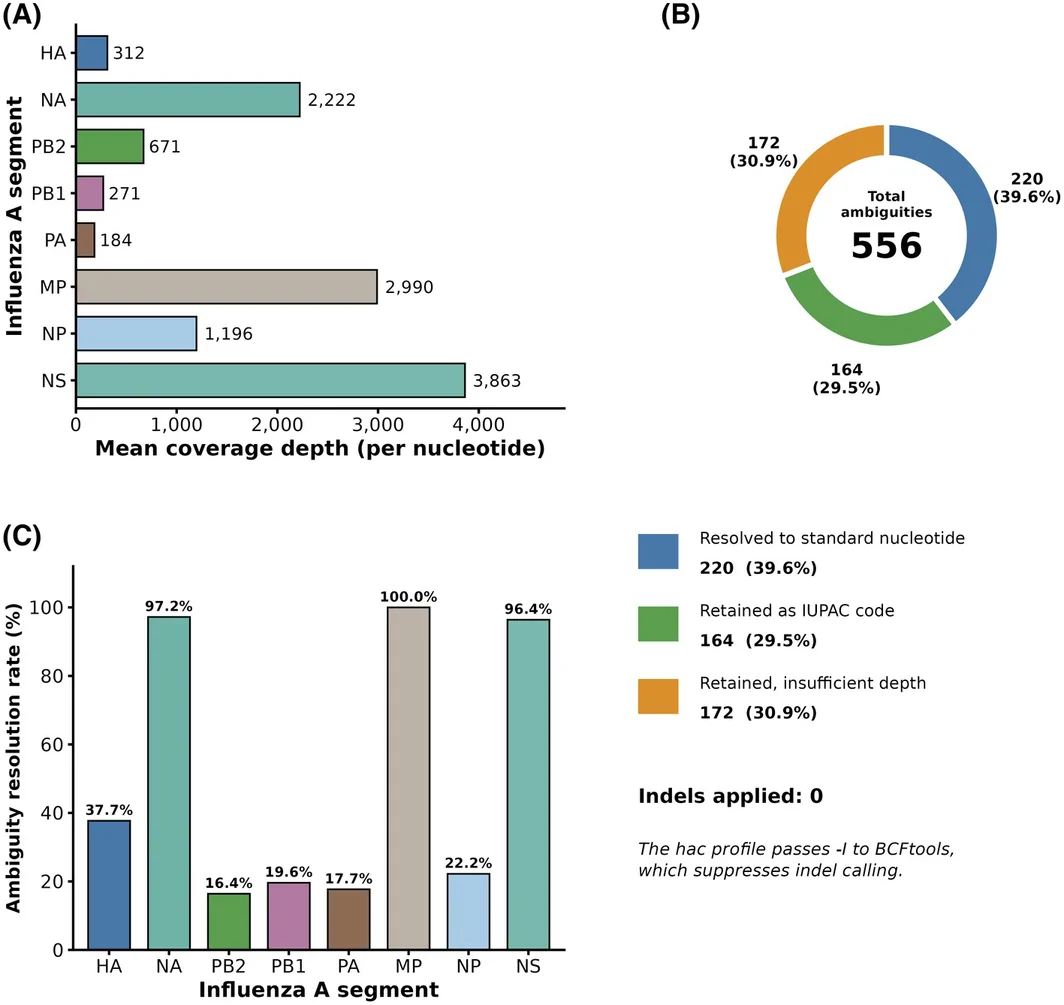 (A)
HA
312
NA
2,222
PB2
671
PB1
271
PA
184
MP
2,990
NP
1,196
NS
3,863
0
1,000
2,000
3,000
4,000
Influenza A segment
Mean coverage depth (per nucleotide)
(B)
172
(30.9%)
220
(39.6%)
164
(29.5%)
Total
ambiguities
556
(C)
Ambiguity resolution rate (%)
100
80
60
40
20
0
37.7%
97.2%
16.4%
19.6%
17.7%
100.0%
22.2%
96.4%
HA
NA
PB2
PB1
PA
MP
NP
NS
Influenza A segment
Resolved to standard nucleotide
220 (39.6%)
Retained as IUPAC code
164 (29.5%)
Retained, insufficient depth
172 (30.9%)
Indels applied: 0
The hac profile passes -I to BCFtools,
which suppresses indel calling.